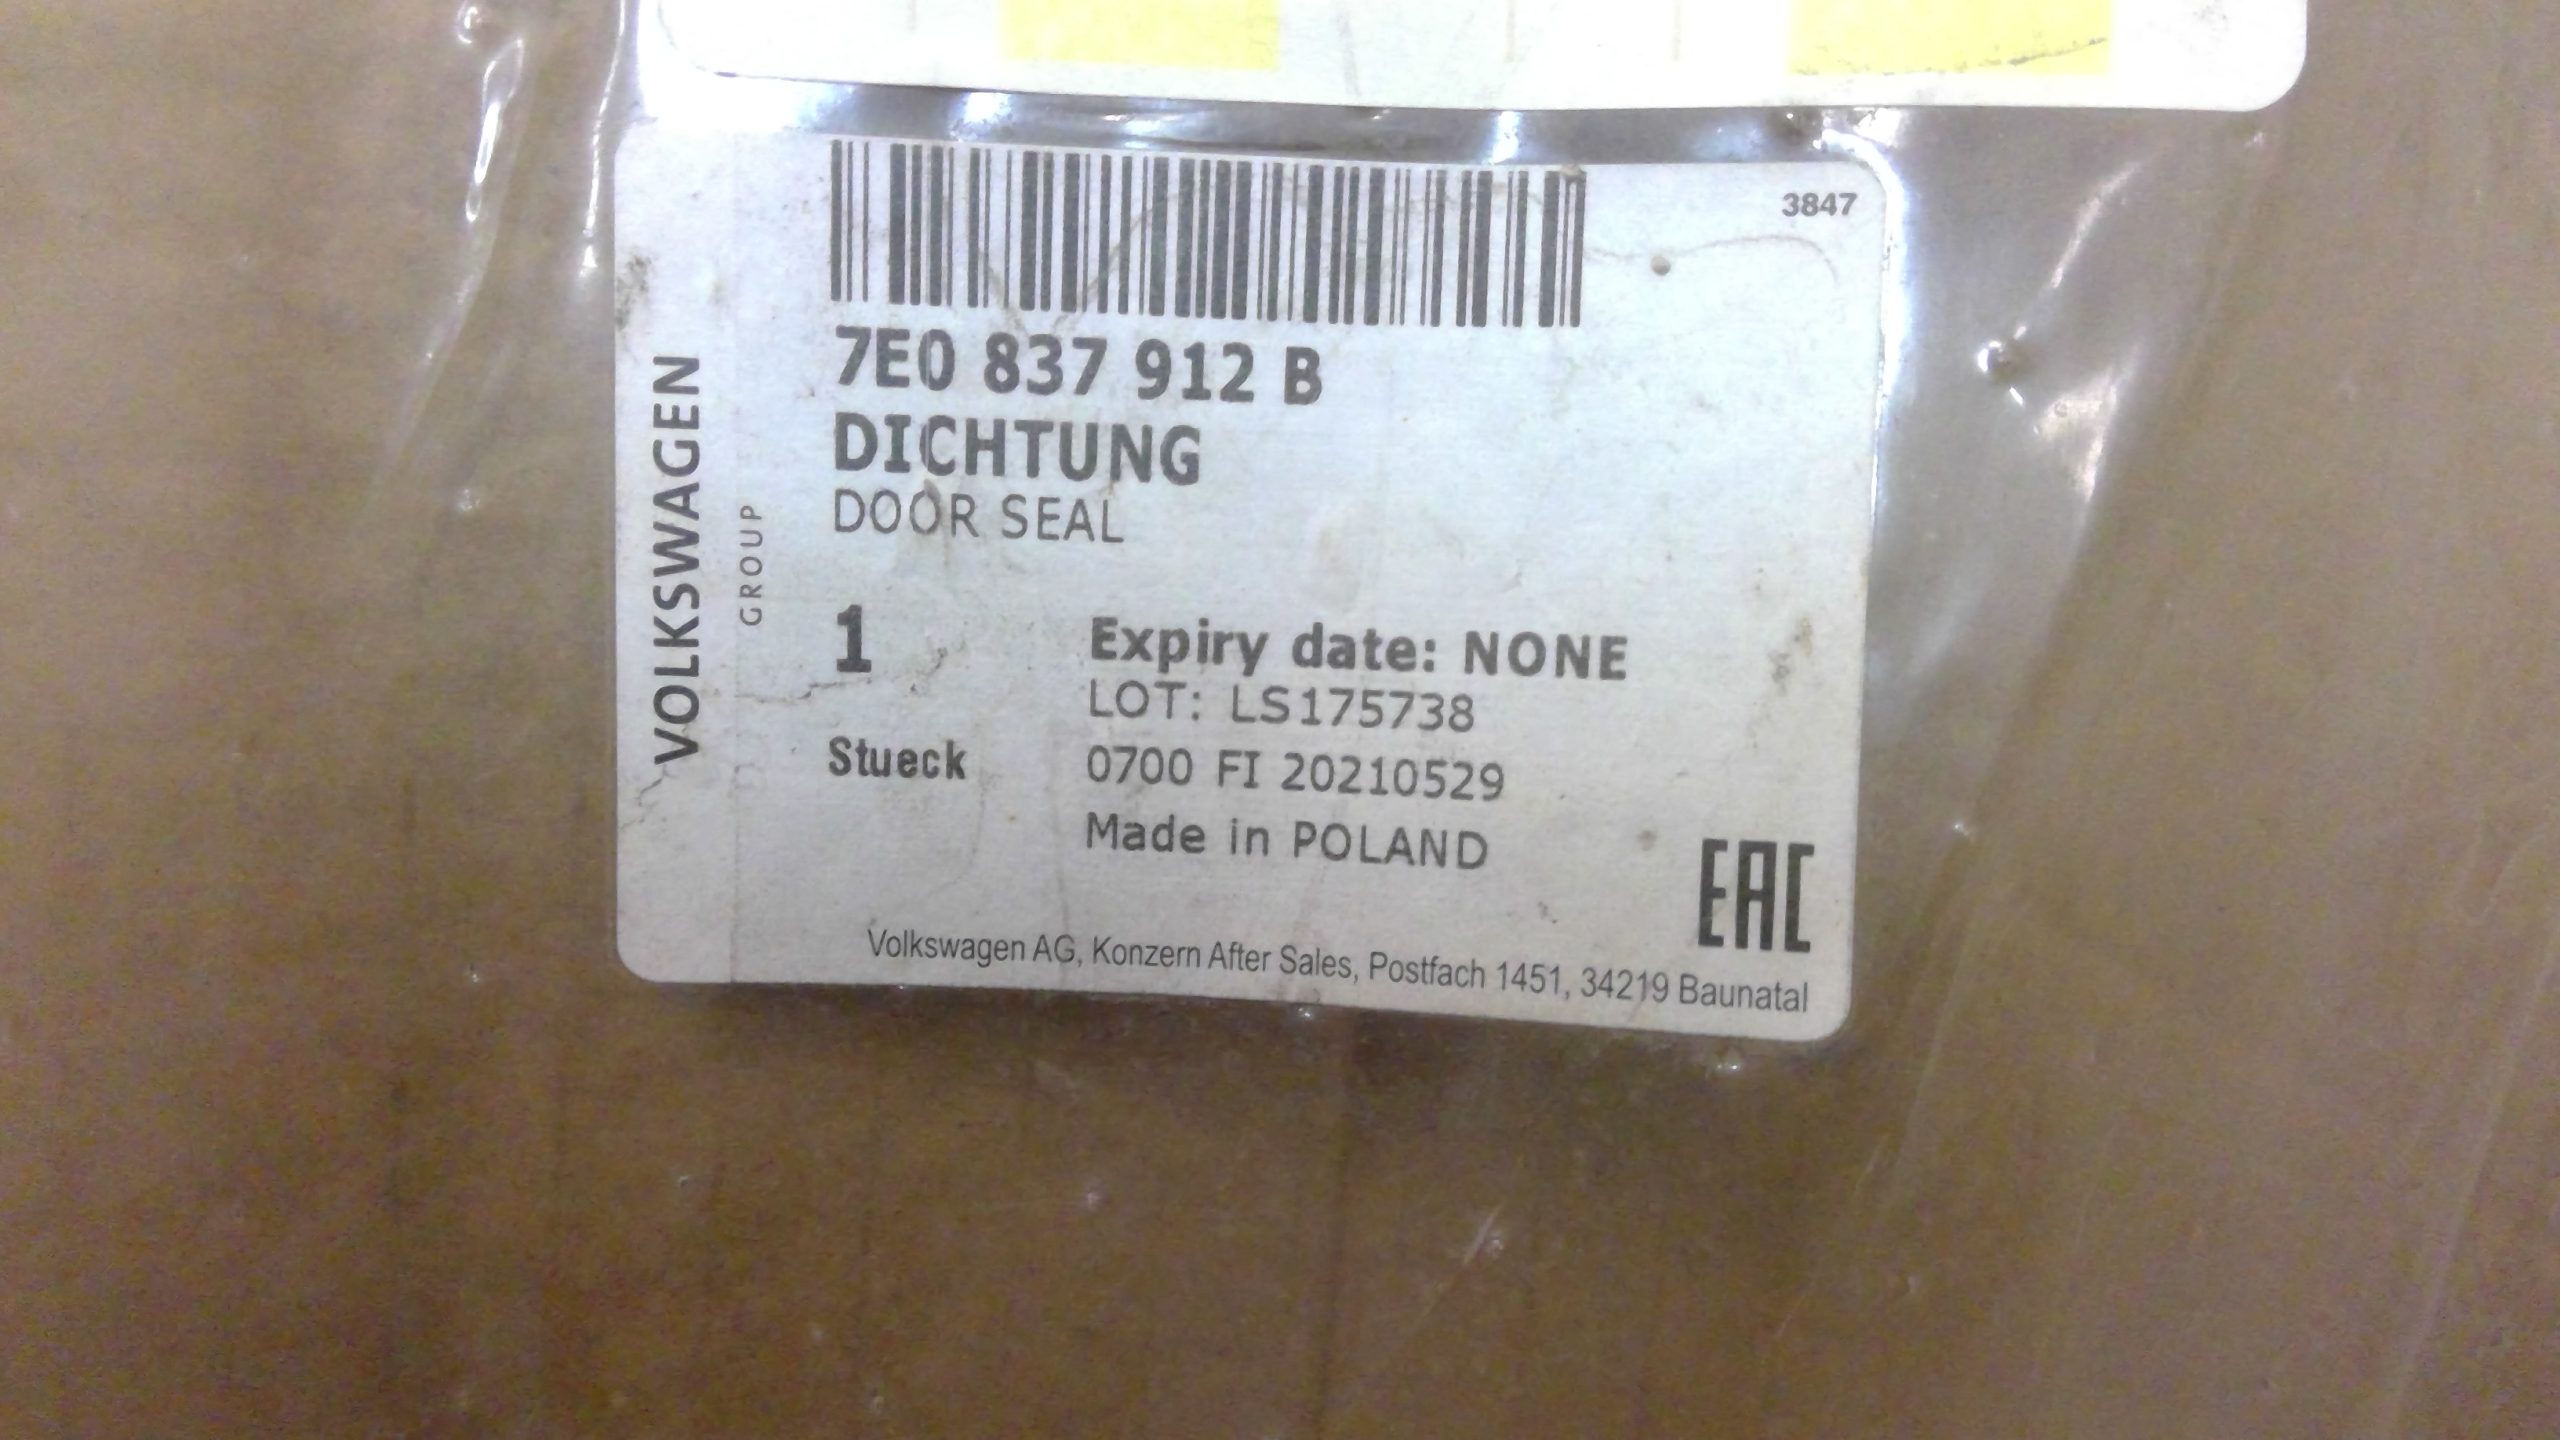 3847
VOLKSWAGEN
GROUP
7E0 837 912 B
DICHTUNG
DOOR SEAL
1
Expiry date: NONE
LOT: LS175738
Stueck
0700 FI 20210529
Made in POLAND
EAC
Volkswagen AG, Konzern After Sales, Postfach 1451, 34219 Baunatal